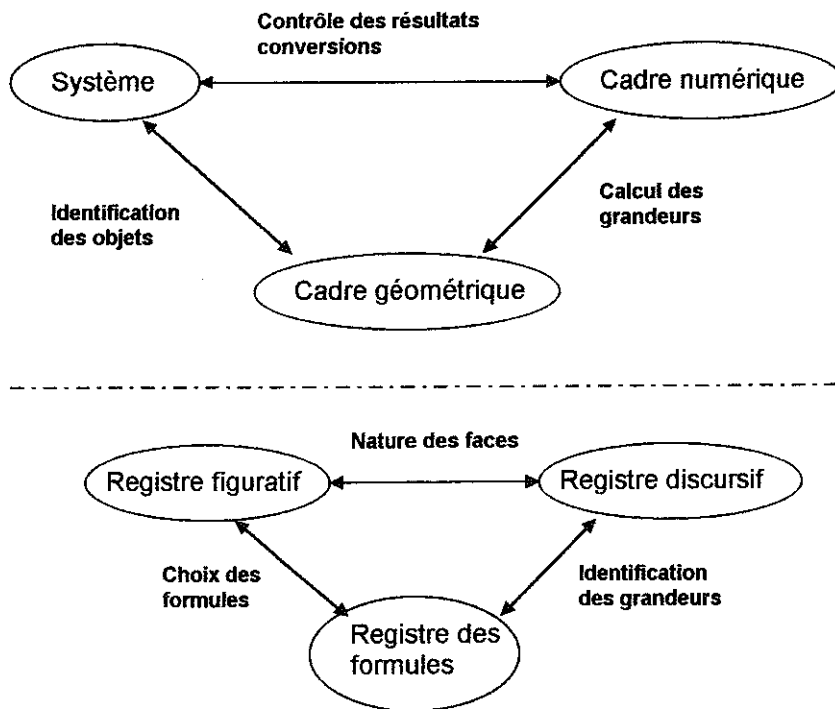 Contrôle des résultats
conversions
Système
Cadre numérique
Identification
des objets
Calcul des
grandeurs
Cadre géométrique
Nature des faces
Registre figuratif
Registre discursif
Choix des
formules
Identification
des grandeurs
Registre des
formules